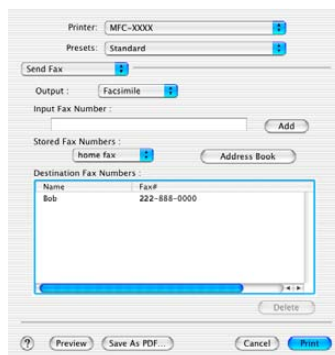 Printer: MFC-XXXX
Presets: Standard
Send Fax
Output : Facsimile
Input Fax Number :
Add
Stored Fax Numbers :
home fax Address Book
Destination Fax Numbers :
Name Fax#
Bob 222-888-0000
Delete
? Preview Save As PDF... Cancel Print